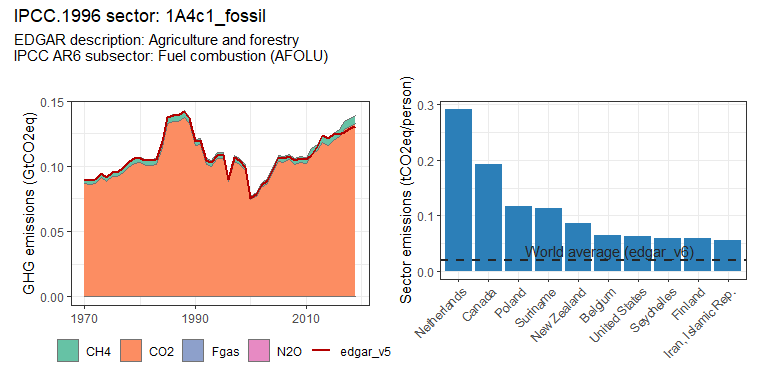 IPCC.1996 sector: 1A4c1_fossil
EDGAR description: Agriculture and forestry
IPCC AR6 subsector: Fuel combustion (AFOLU)
GHG emissions (GtCO2eq)
0.15
0.10
0.05
0.00
1970
1990
2010
CH4
CO2
Fgas
N2O
edgar_v5
Sector emissions (tCO2eq/person)
0.3
0.2
0.1
0.0
World average (edgar_v6)
Netherlands
Canada
Poland
Suriname
New Zealand
Belgium
United States
Seychelles
Finland
Iran, Islamic Rep.